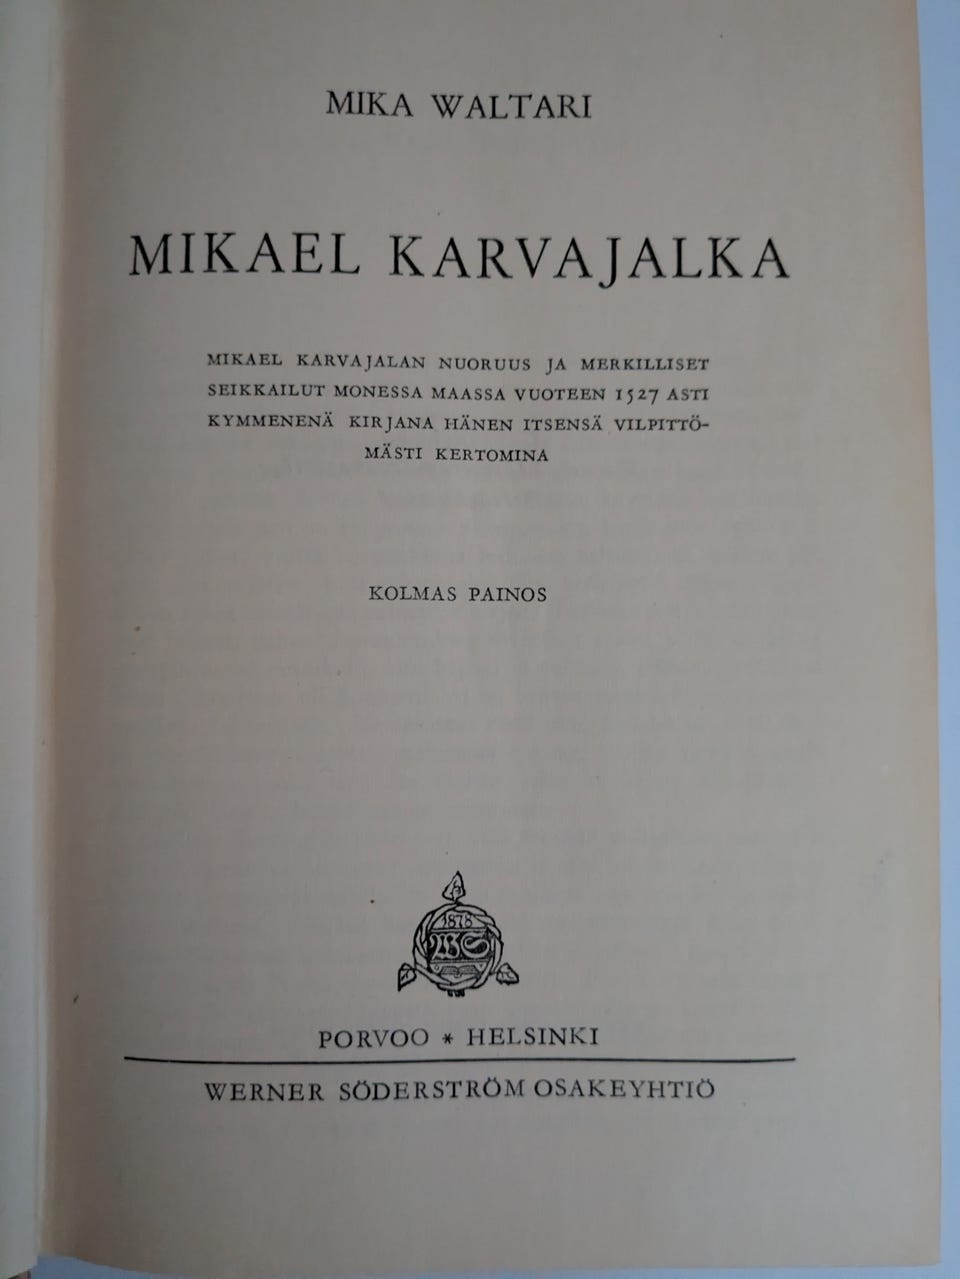 MIKA WALTARI
MIKAEL KARVAJALKA
MIKAEL KARVAJALAN NUORUUS JA MERKILLISET
SEIKKAILUT MONESSA MAASSA VUOTEEN 1527 ASTI
KYMMENENÄ KIRJANA HÄNEN ITSENSÄ VILPITTÖ-
MÄSTI KERTOMINA
KOLMAS PAINOS
1878
WS
PORVOO * HELSINKI
WERNER SÖDERSTRÖM OSAKEYHTIÖ